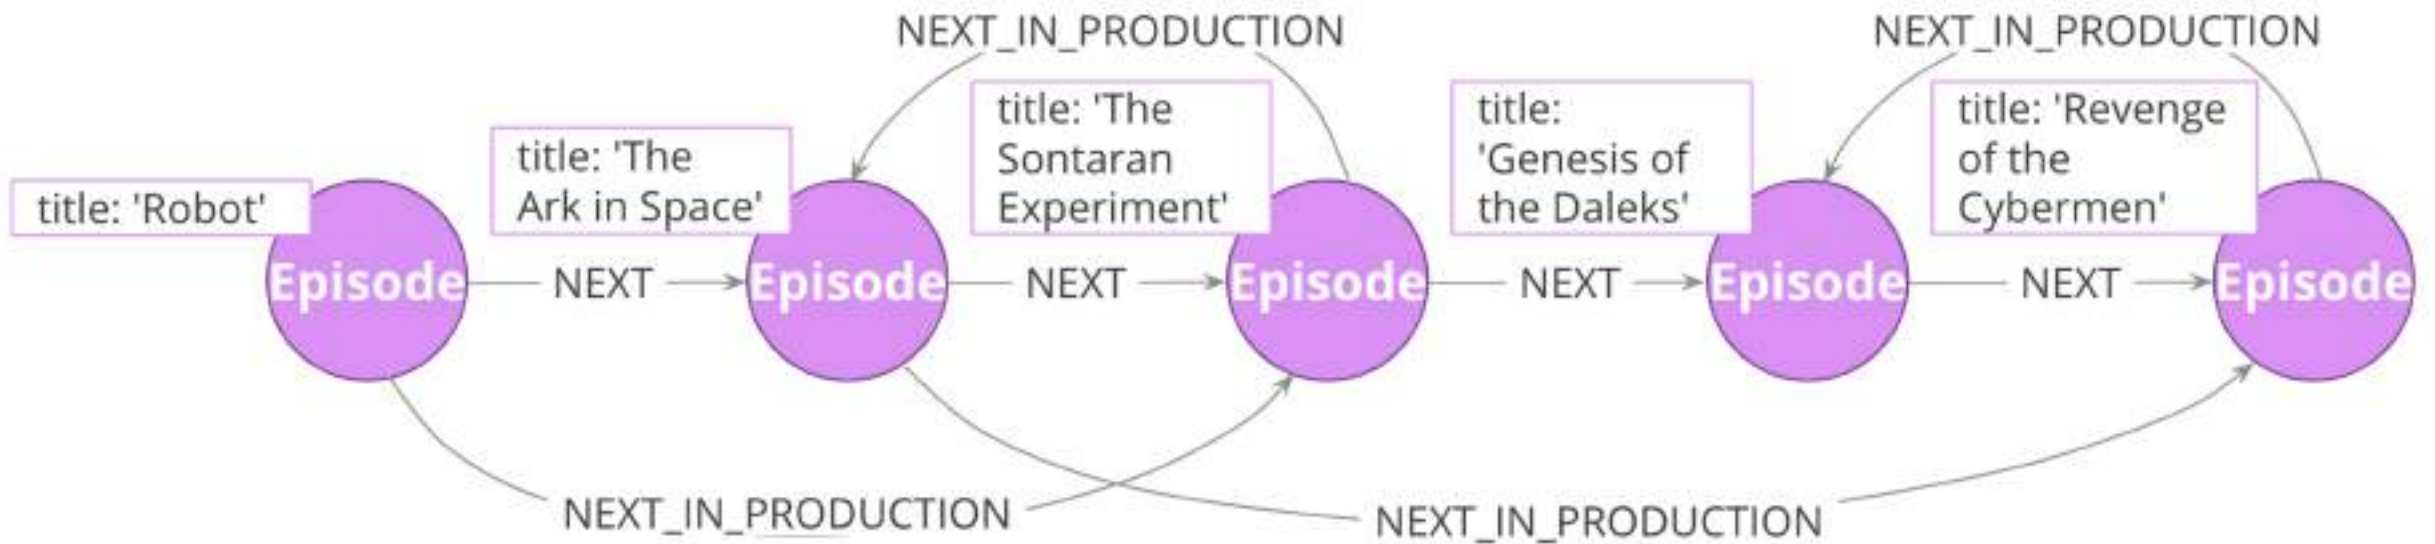 NEXT_IN_PRODUCTION
NEXT_IN_PRODUCTION
title: 'Robot'
title: 'The
Ark in Space'
title: 'The
Sontaran
Experiment'
title:
'Genesis of
the Daleks'
title: 'Revenge
of the
Cybermen'
Episode
NEXT
Episode
NEXT
Episode
NEXT
Episode
NEXT
Episode
NEXT_IN_PRODUCTION
NEXT_IN_PRODUCTION